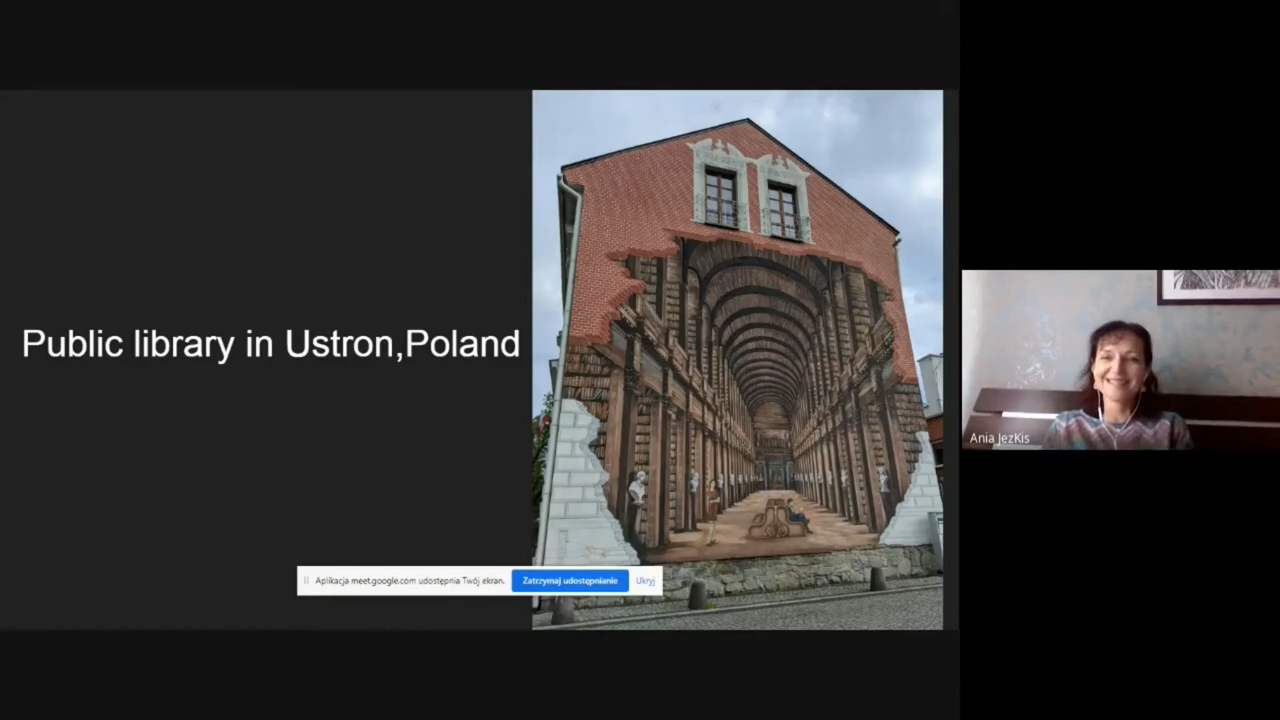 Public library in Ustron,Poland
Aplikacja meet.google.com udostępnia Twój ekran. Zatrzymaj udostępnianie Ukryj
Ania JezKis